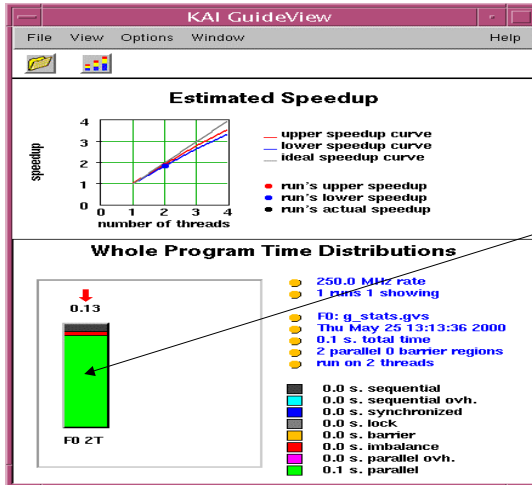 KAI GuideView
File View Options Window Help
Estimated Speedup
speedup
4
3
2
1
0
0 1 2 3 4
number of threads
upper speedup curve
lower speedup curve
ideal speedup curve
run's upper speedup
run's lower speedup
run's actual speedup
Whole Program Time Distributions
0.13
F0 2T
250.0 MHz rate
1 runs 1 showing
F0: g_stats.gvs
Thu May 25 13:13:36 2000
0.1 s. total time
2 parallel 0 barrier regions
run on 2 threads
0.0 s. sequential
0.0 s. sequential ovh.
0.0 s. synchronized
0.0 s. lock
0.0 s. barrier
0.0 s. imbalance
0.0 s. parallel ovh.
0.1 s. parallel